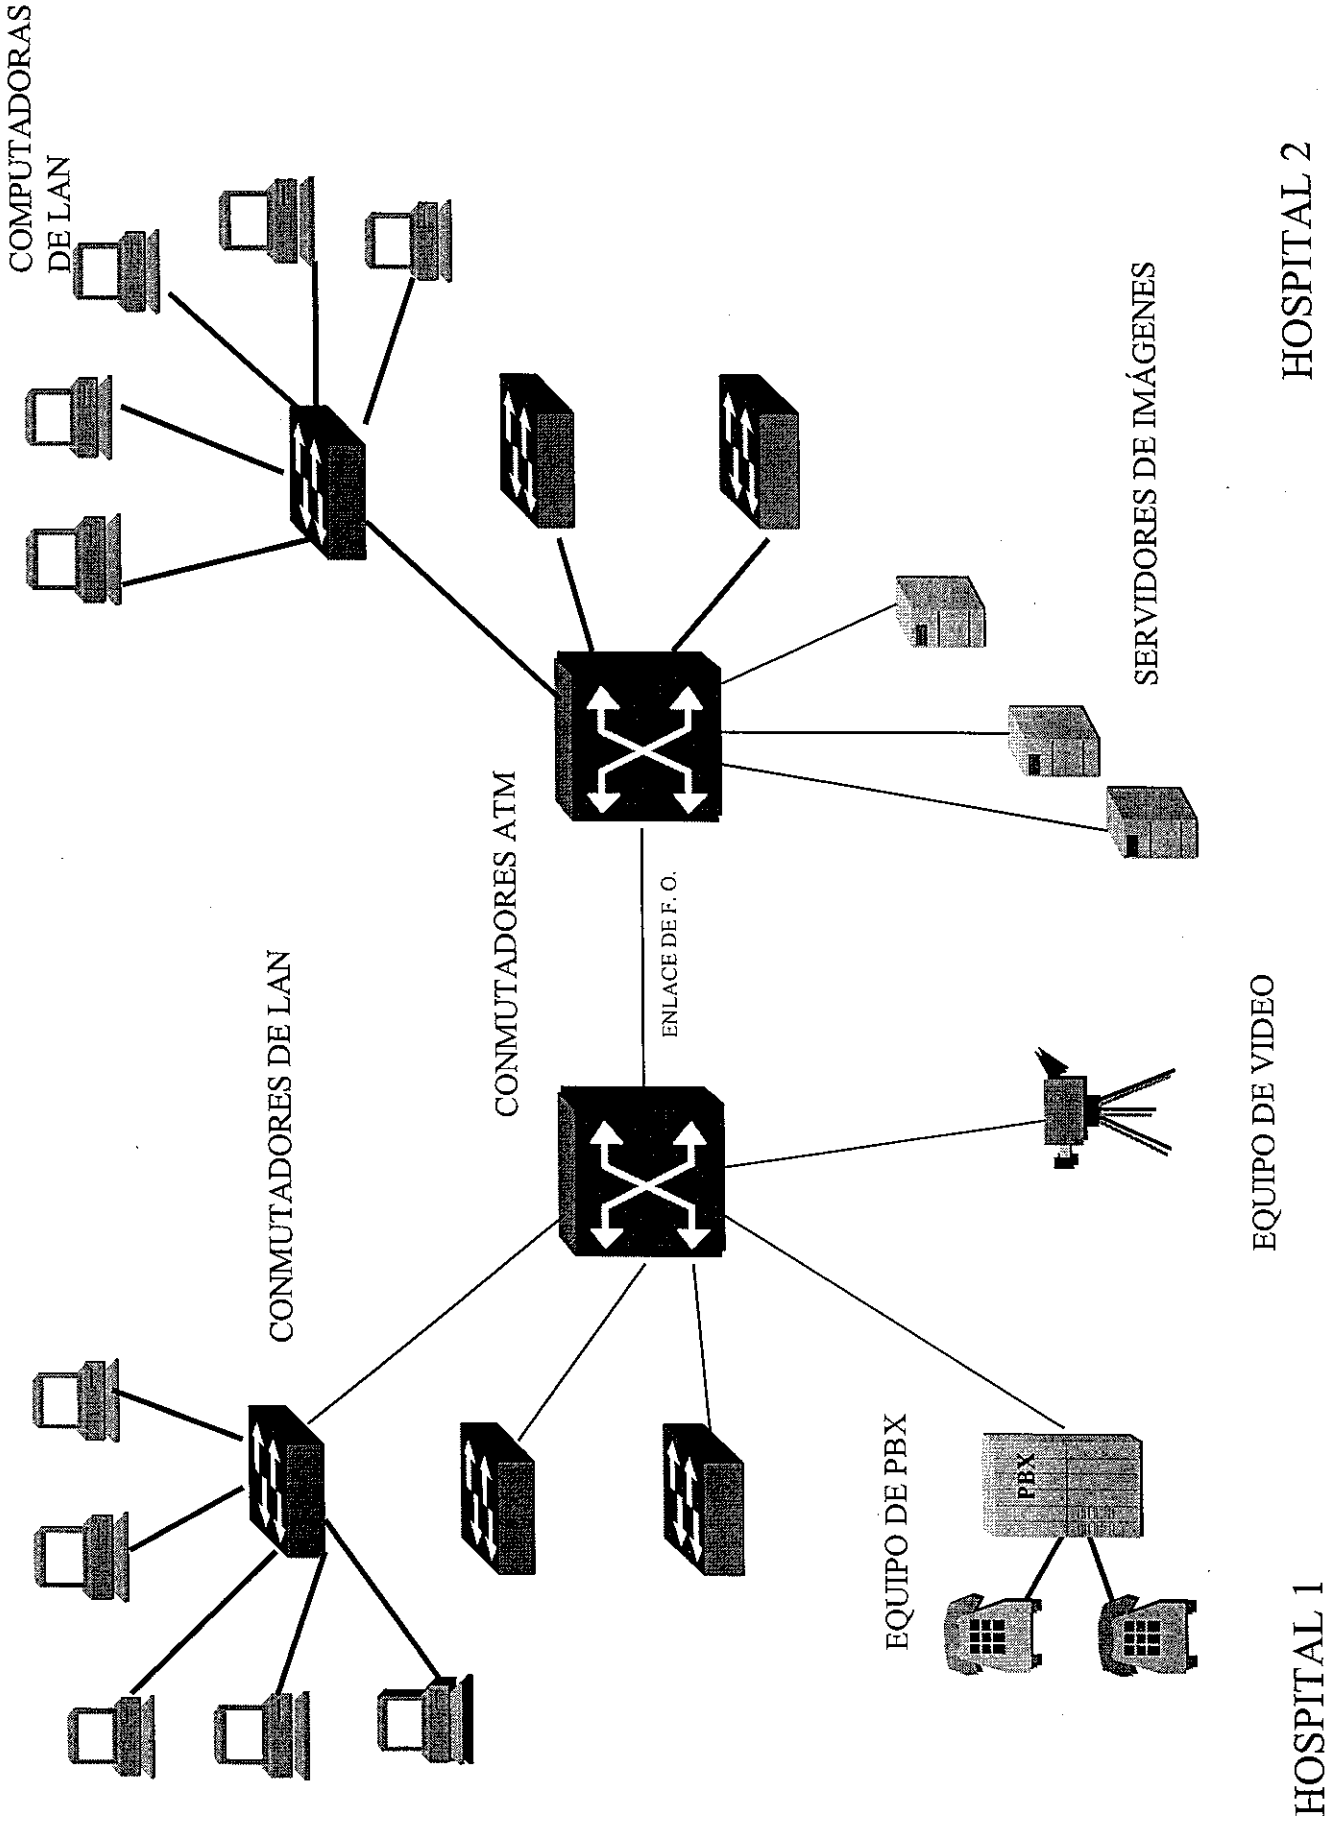 COMPUTADORAS
DE LAN
CONMUTADORES DE LAN
CONMUTADORES ATM
ENLACE DE F. O.
EQUIPO DE PBX
PBX
SERVIDORES DE IMÁGENES
EQUIPO DE VIDEO
HOSPITAL 1
HOSPITAL 2